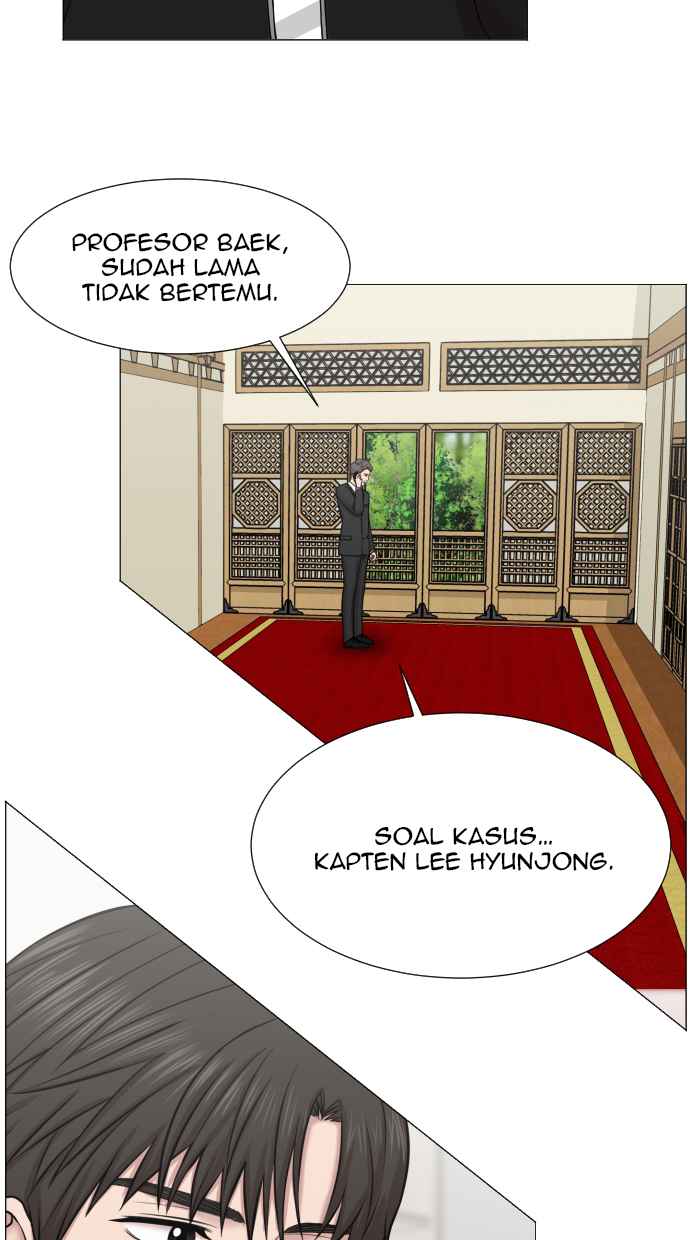 PROFESOR BAEK,
SUDAH LAMA
TIDAK BERTEMU.
SOAL KASUS...
KAPTEN LEE HYUNJONG.